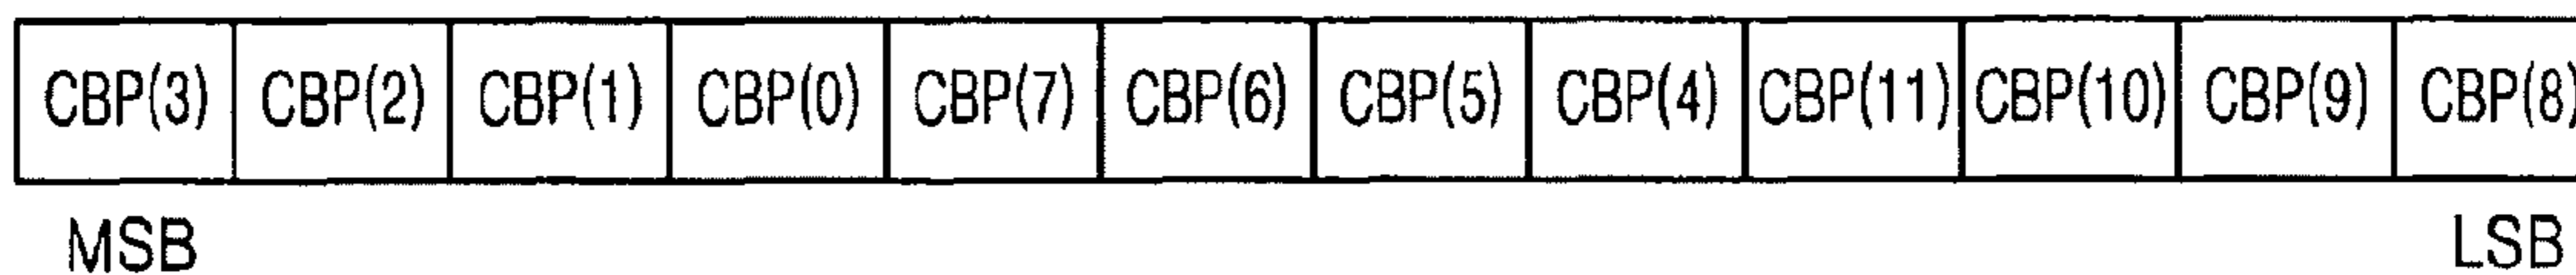 CBP(3) CBP(2) CBP(1) CBP(0) CBP(7) CBP(6) CBP(5) CBP(4) CBP(11) CBP(10) CBP(9) CBP(8)
MSB LSB